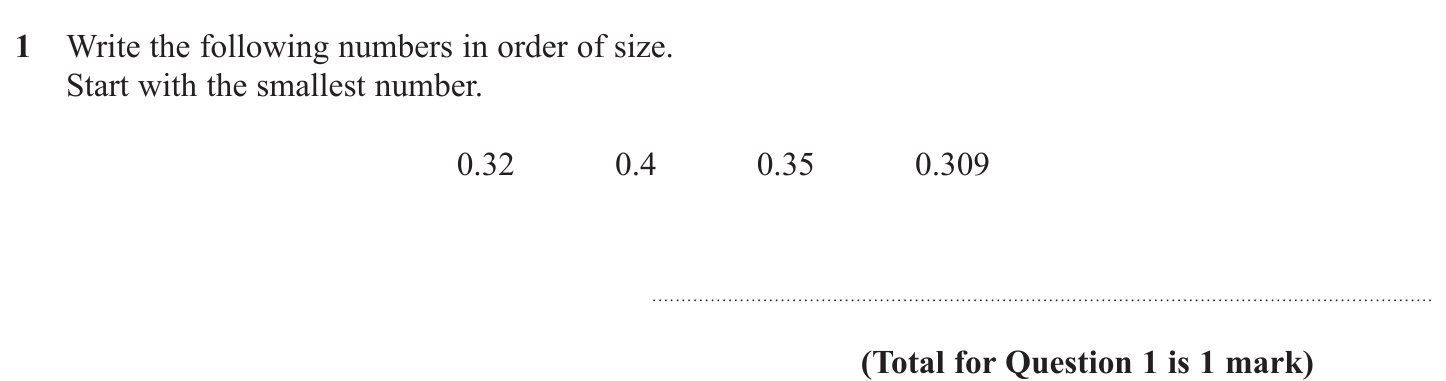 1 Write the following numbers in order of size.
Start with the smallest number.
0.32 0.4 0.35 0.309
(Total for Question 1 is 1 mark)